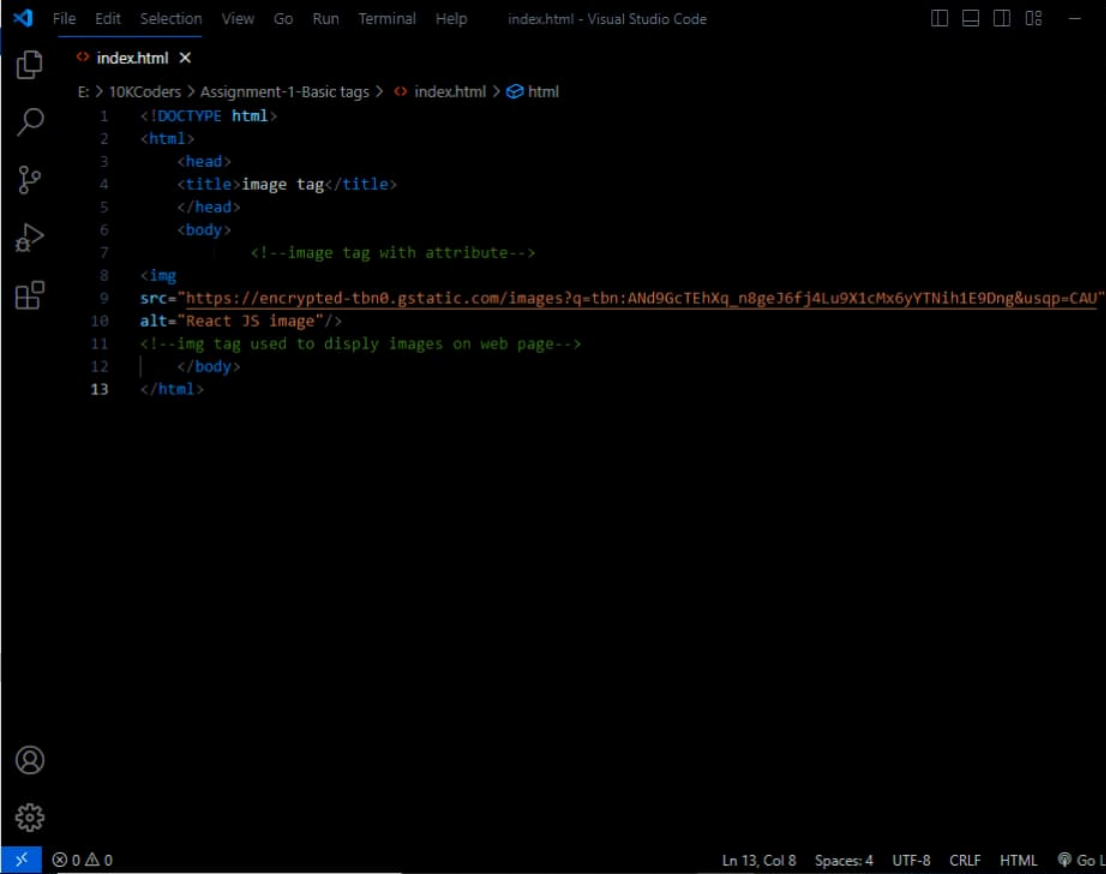 File Edit Selection View Go Run Terminal Help index.html - Visual Studio Code
index.html
E: > 10KCoders > Assignment-1-Basic tags > index.html > html
1 <!DOCTYPE html>
2 <html>
3 <head>
4 <title>image tag</title>
5 </head>
6 <body>
7 <!--image tag with attribute-->
8 <img
9 src="https://encrypted-tbn0.gstatic.com/images?q=tbn:ANd9GcTEhXq_n8geJ6fj4Lu9X1cMx6yYTNih1E9Dng&usqp=CAU"
10 alt="React JS image"/>
11 <!--img tag used to disply images on web page-->
12 </body>
13 </html>
0 0 Ln 13, Col 8 Spaces: 4 UTF-8 CRLF HTML Go L